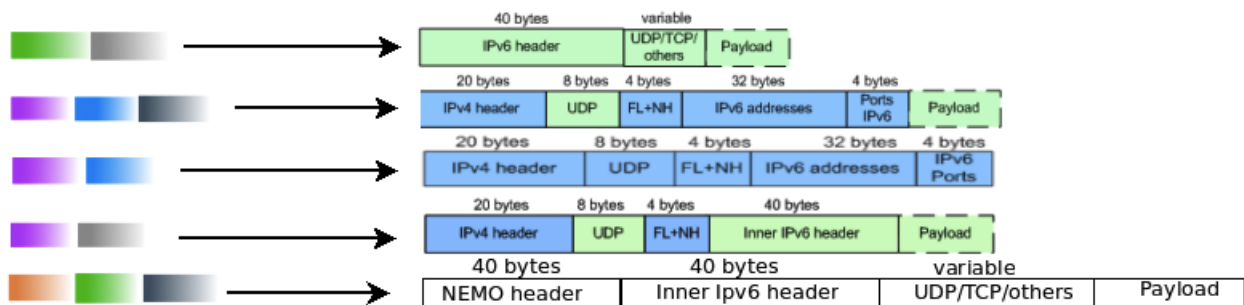 40 bytes variable
IPv6 header UDP/TCP/ others Payload
20 bytes 8 bytes 4 bytes 32 bytes 4 bytes
IPv4 header UDP FL+NH IPv6 addresses Ports IPv6 Payload
20 bytes 8 bytes 4 bytes 32 bytes 4 bytes
IPv4 header UDP FL+NH IPv6 addresses IPv6 Ports
20 bytes 8 bytes 4 bytes 40 bytes
IPv4 header UDP FL+NH Inner IPv6 header Payload
40 bytes 40 bytes variable
NEMO header Inner Ipv6 header UDP/TCP/others Payload